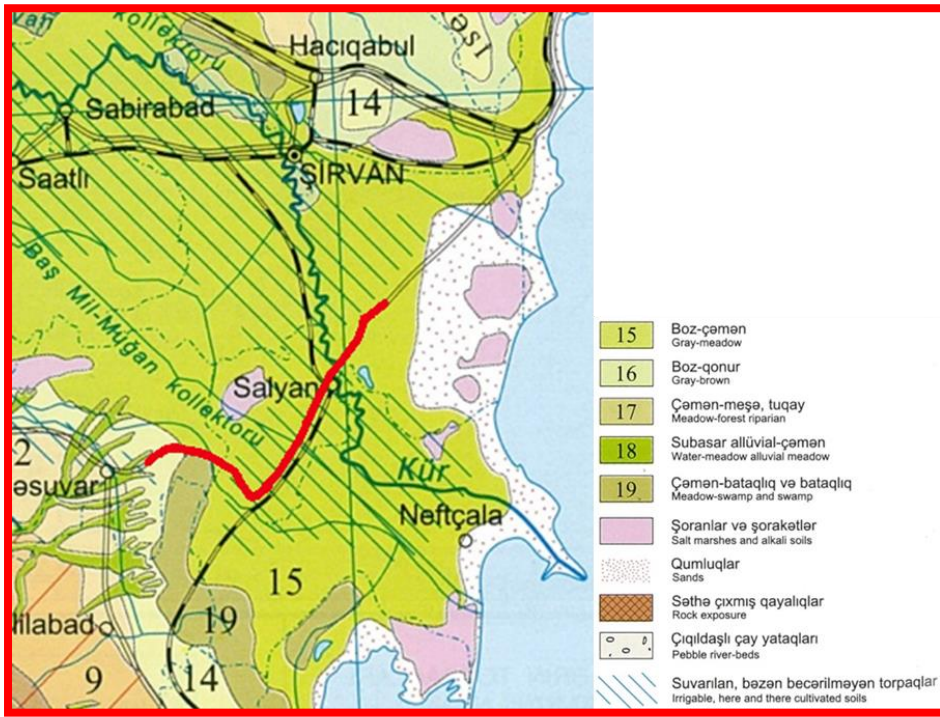 kollektoru
Hacıqabul
14
Sabirabad
ŞİRVAN
Saatlı
Baş Mil-Muğan kollektoru
Salyan
2
əsuvar
Kür
Neftçala
15
19
14
9
15 Boz-çəmən
Gray-meadow
16 Boz-qonur
Gray-brown
17 Çəmən-meşə, tuqay
Meadow-forest riparian
18 Subasar allüvial-çəmən
Water-meadow alluvial meadow
19 Çəmən-bataqlıq və bataqlıq
Meadow-swamp and swamp
Şoranlar və şorakətlər
Salt marshes and alkali soils
Qumluqlar
Sands
Səthə çıxmış qayalıqlar
Rock exposure
Çıqıldaşlı çay yataqları
Pebble river-beds
Suvarılan, bəzən becərilməyən torpaqlar
Irrigable, here and there cultivated soils